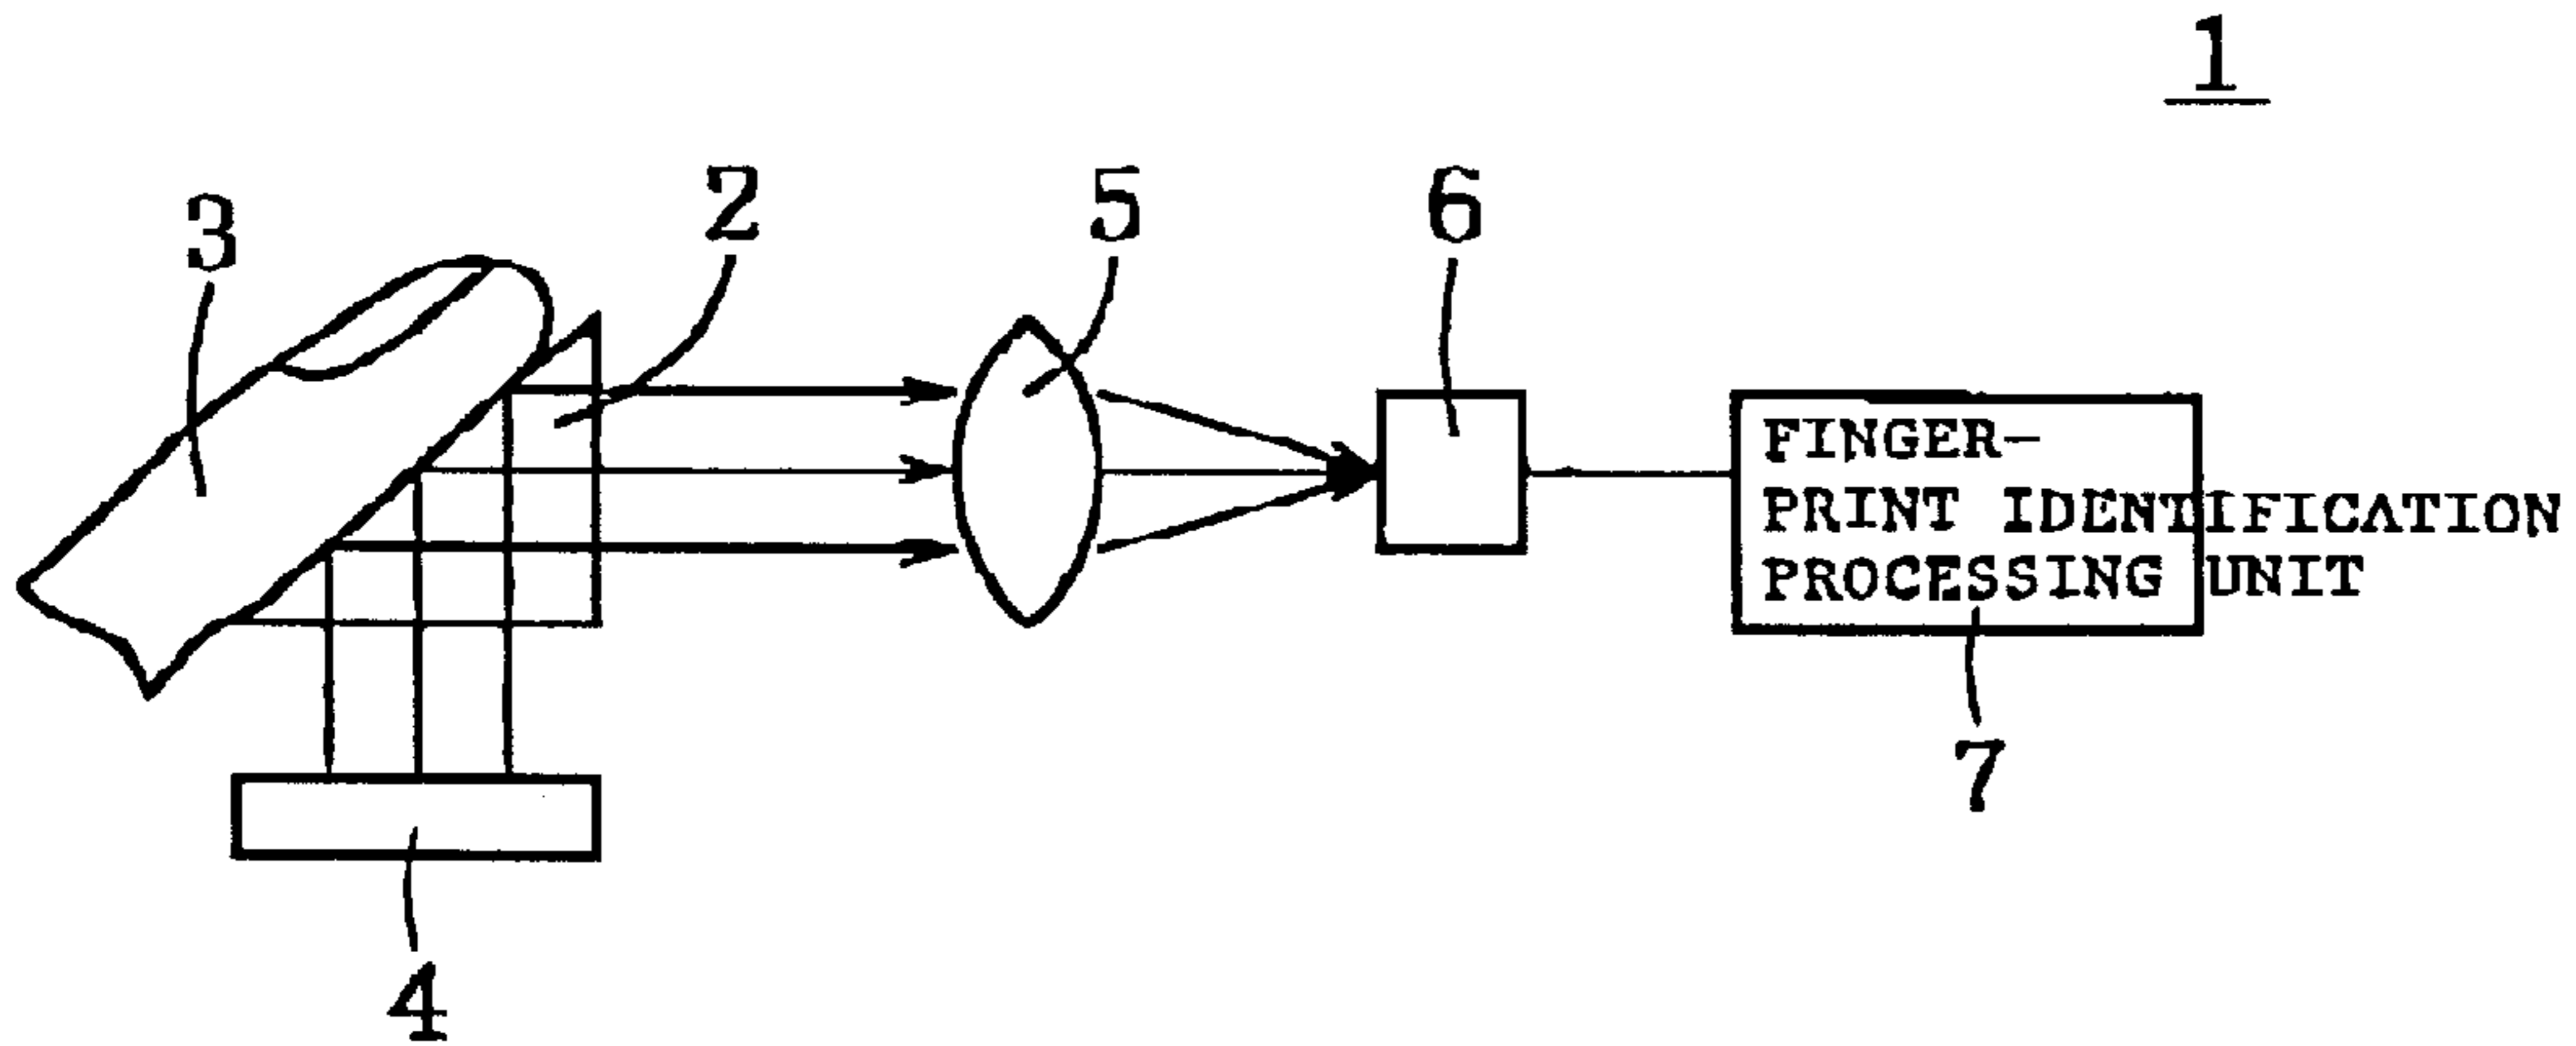 1
2
5
6
3
FINGER-
PRINT IDENTIFICATION
PROCESSING UNIT
7
4